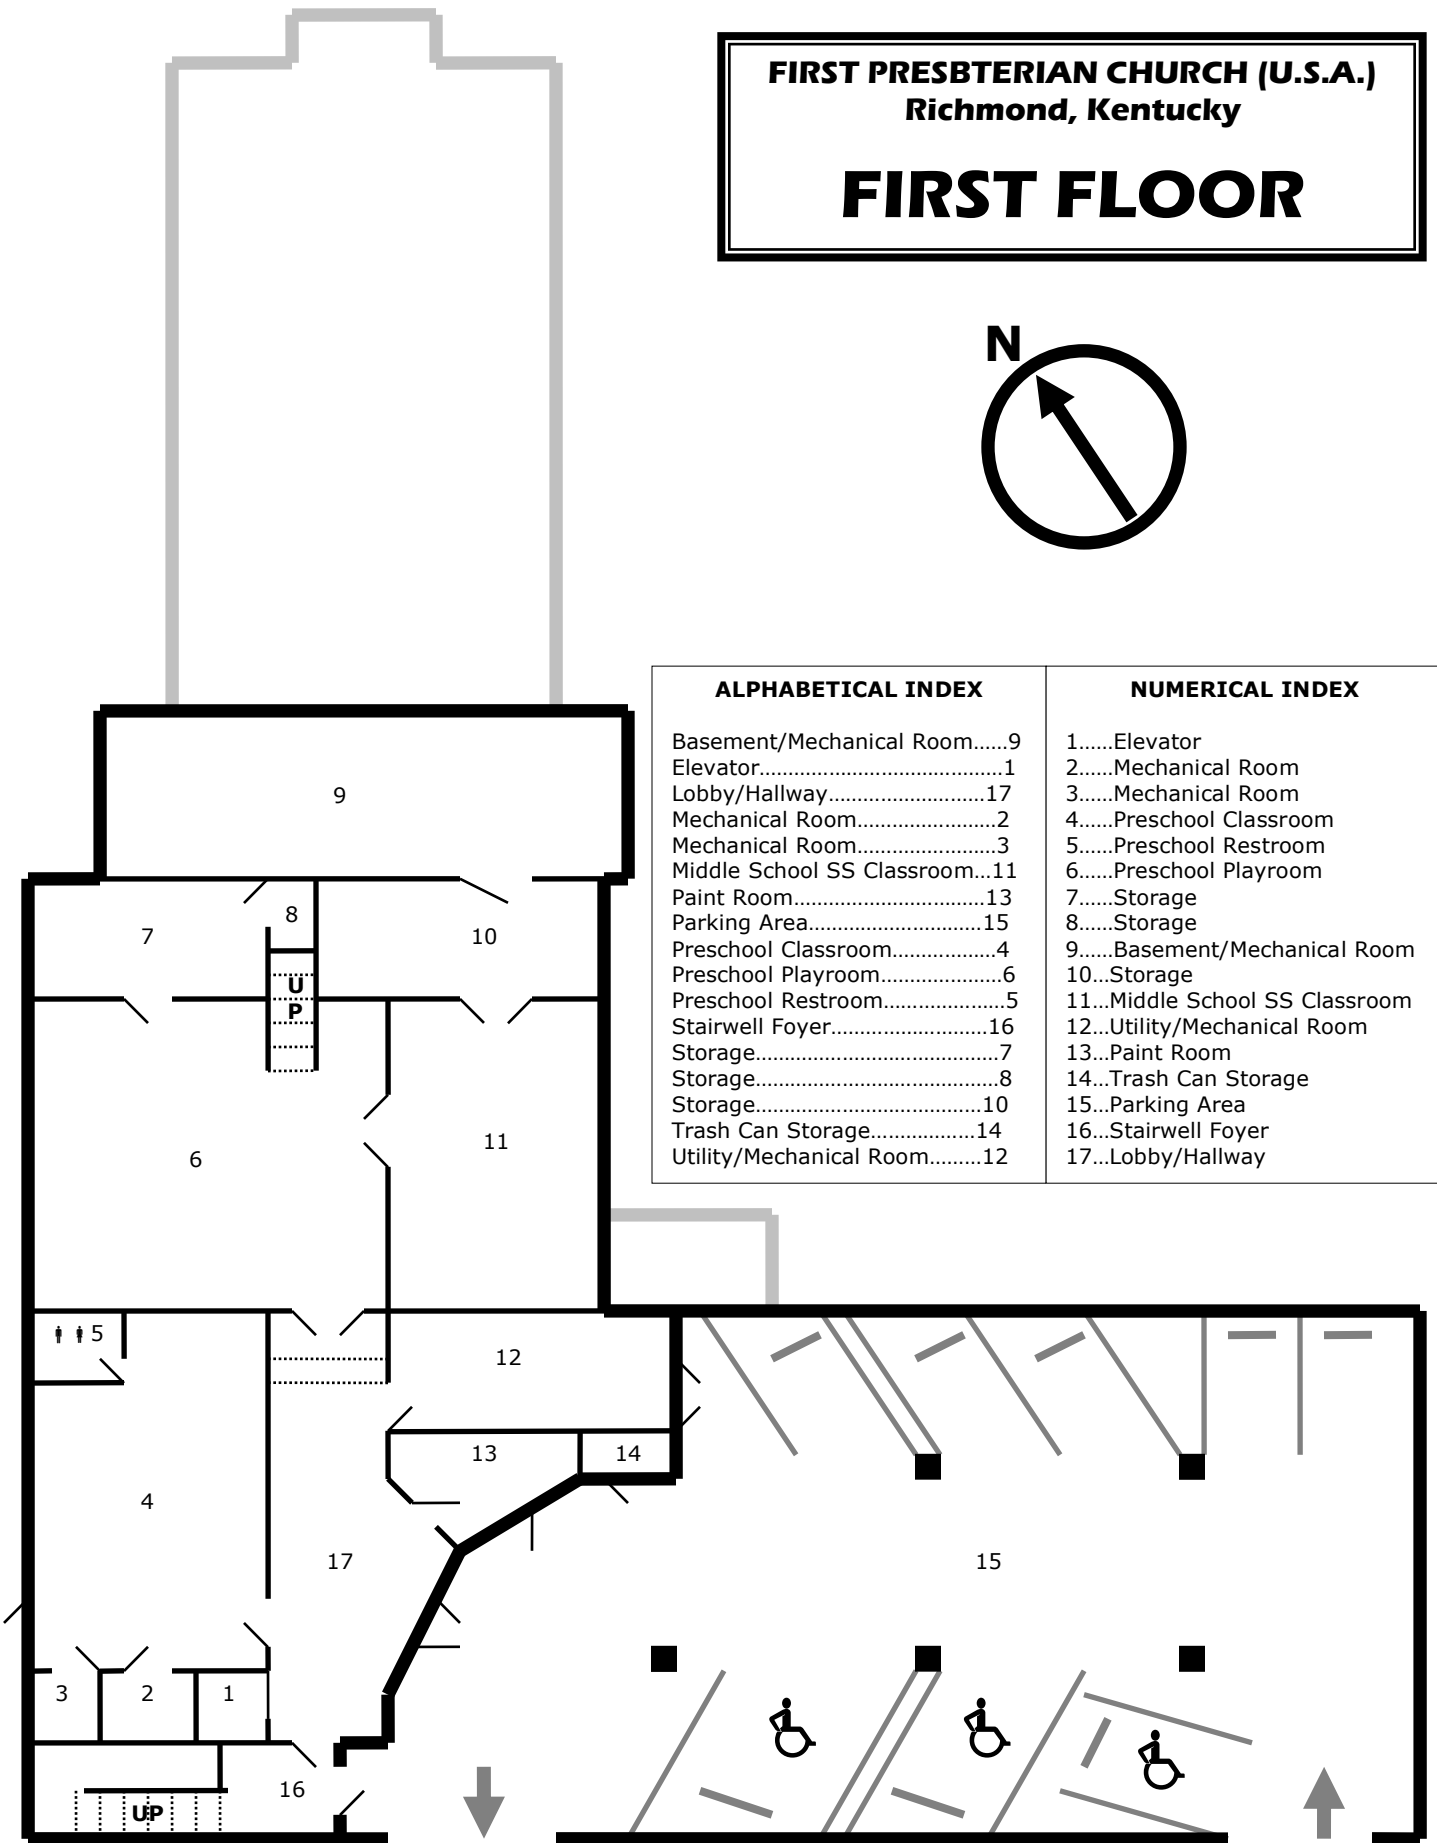 FIRST PRESBTERIAN CHURCH (U.S.A.)
Richmond, Kentucky
FIRST FLOOR
N
ALPHABETICAL INDEX
Basement/Mechanical Room......9
Elevator..........................................1
Lobby/Hallway...........................17
Mechanical Room........................2
Mechanical Room........................3
Middle School SS Classroom...11
Paint Room.................................13
Parking Area..............................15
Preschool Classroom..................4
Preschool Playroom.....................6
Preschool Restroom.....................5
Stairwell Foyer...........................16
Storage..........................................7
Storage..........................................8
Storage.......................................10
Trash Can Storage..................14
Utility/Mechanical Room.........12
NUMERICAL INDEX
1......Elevator
2......Mechanical Room
3......Mechanical Room
4......Preschool Classroom
5......Preschool Restroom
6......Preschool Playroom
7......Storage
8......Storage
9......Basement/Mechanical Room
10...Storage
11...Middle School SS Classroom
12...Utility/Mechanical Room
13...Paint Room
14...Trash Can Storage
15...Parking Area
16...Stairwell Foyer
17...Lobby/Hallway
9
8
7
10
U
P
11
6
5
12
13
14
4
17
15
3
2
1
16
UP